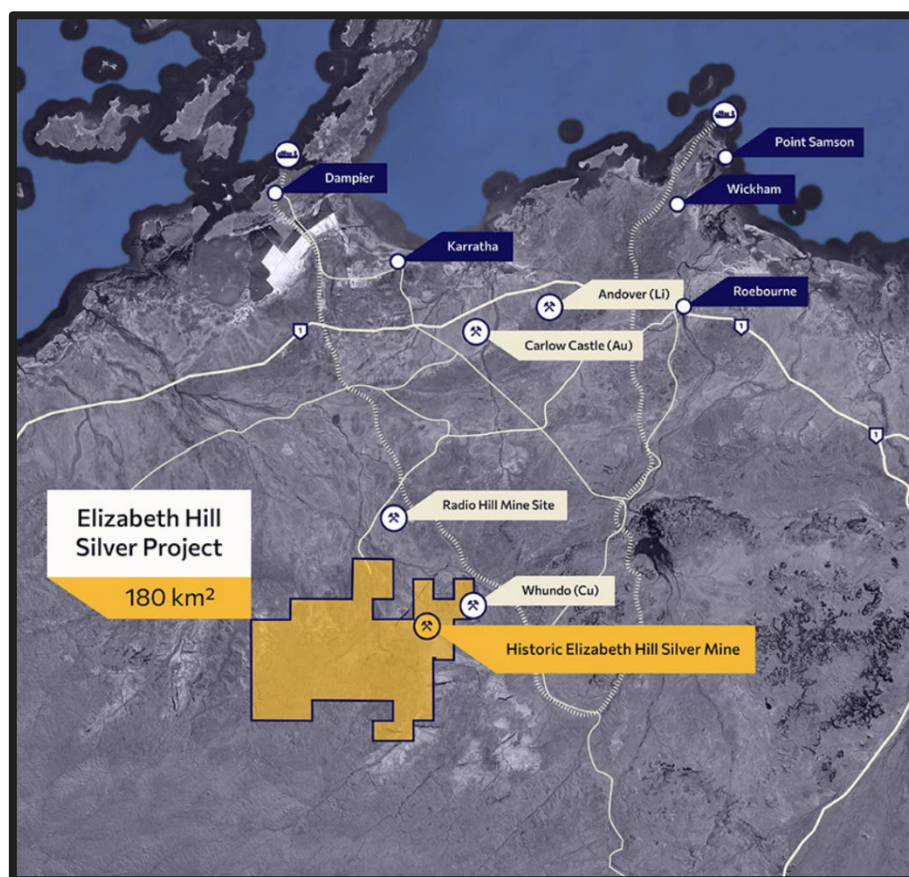 Point Samson
Dampier
Wickham
Karratha
Andover (Li)
Roebourne
1
1
Carlow Castle (Au)
1
Elizabeth Hill
Silver Project
180 km²
Radio Hill Mine Site
Whundo (Cu)
Historic Elizabeth Hill Silver Mine